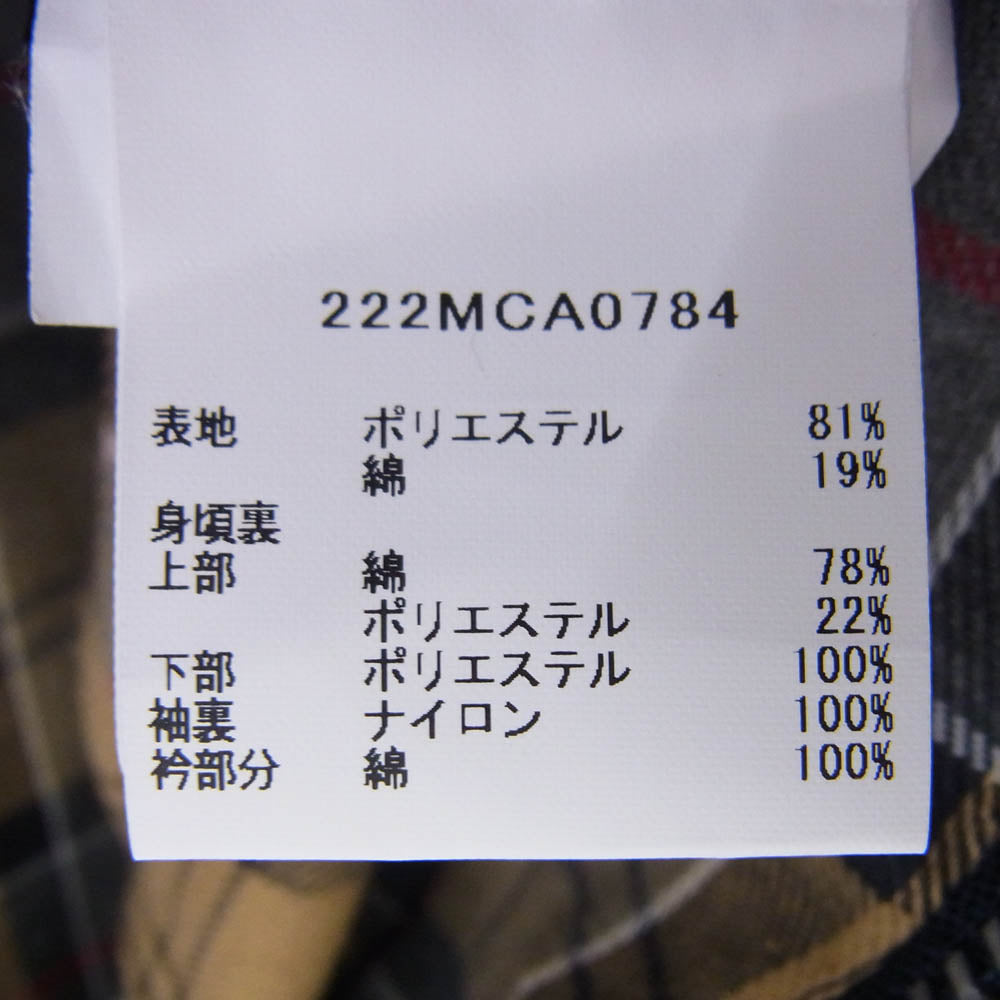 222MCA0784
表地 ポリエステル 81%
綿 19%
身頃裏
上部 綿 78%
ポリエステル 22%
下部 ポリエステル 100%
袖裏 ナイロン 100%
衿部分 綿 100%